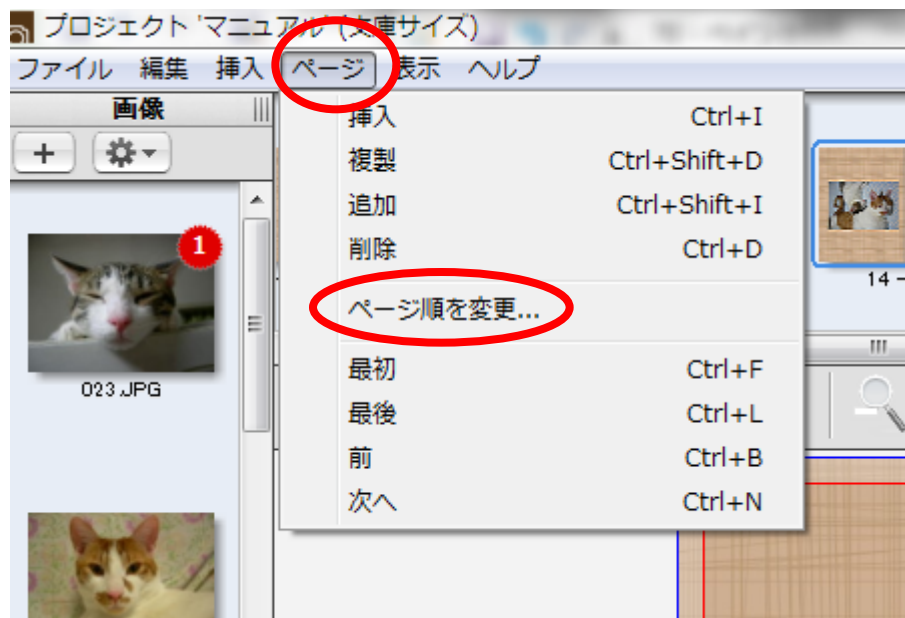 プロジェクト 'マニュアル' (文庫サイズ)
ファイル 編集 挿入 ページ 表示 ヘルプ
画像
挿入 Ctrl+I
複製 Ctrl+Shift+D
追加 Ctrl+Shift+I
削除 Ctrl+D
1
14 -
ページ順を変更...
023.JPG
最初 Ctrl+F
最後 Ctrl+L
前 Ctrl+B
次へ Ctrl+N